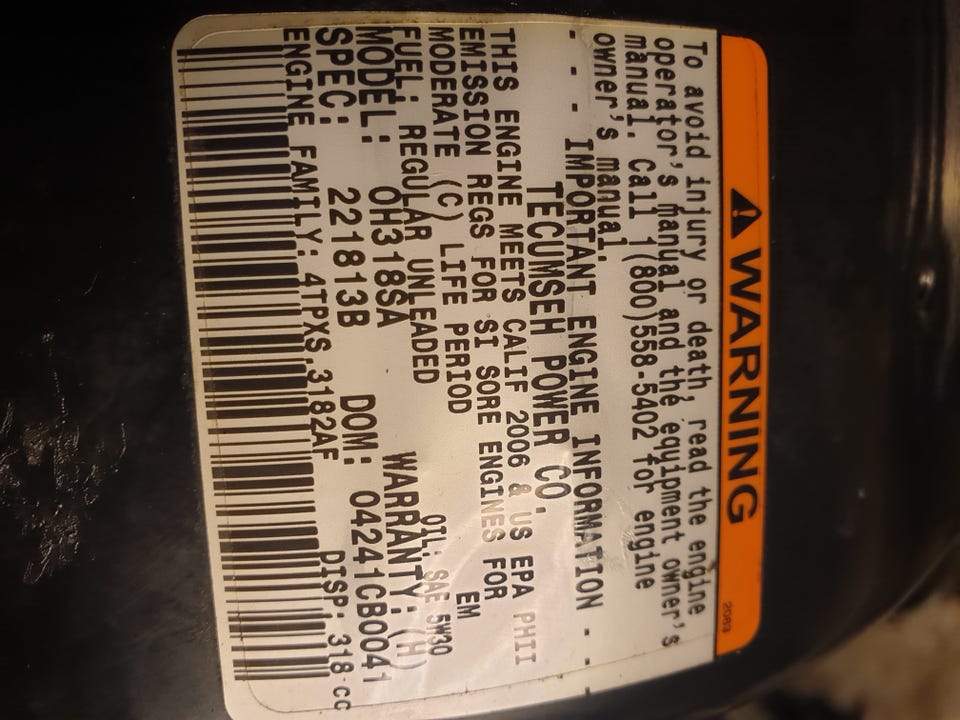 WARNING
2083
To avoid injury or death, read the engine
operator's manual and the equipment owner's
manual. Call 1(800)558-5402 for engine
owner's manual.
- - - IMPORTANT ENGINE INFORMATION - - -
TECUMSEH POWER CO.
THIS ENGINE MEETS CALIF 2006 & US EPA PHII
EMISSION REGS FOR SI SORE ENGINES FOR EM
MODERATE (C) LIFE PERIOD OIL: SAE 5W30
FUEL: REGULAR UNLEADED WARRANTY: (H)
MODEL: OH318SA
SPEC: 221813B DOM: 04241CB0041
ENGINE FAMILY: 4TPXS.3182AF DISP: 318 CC